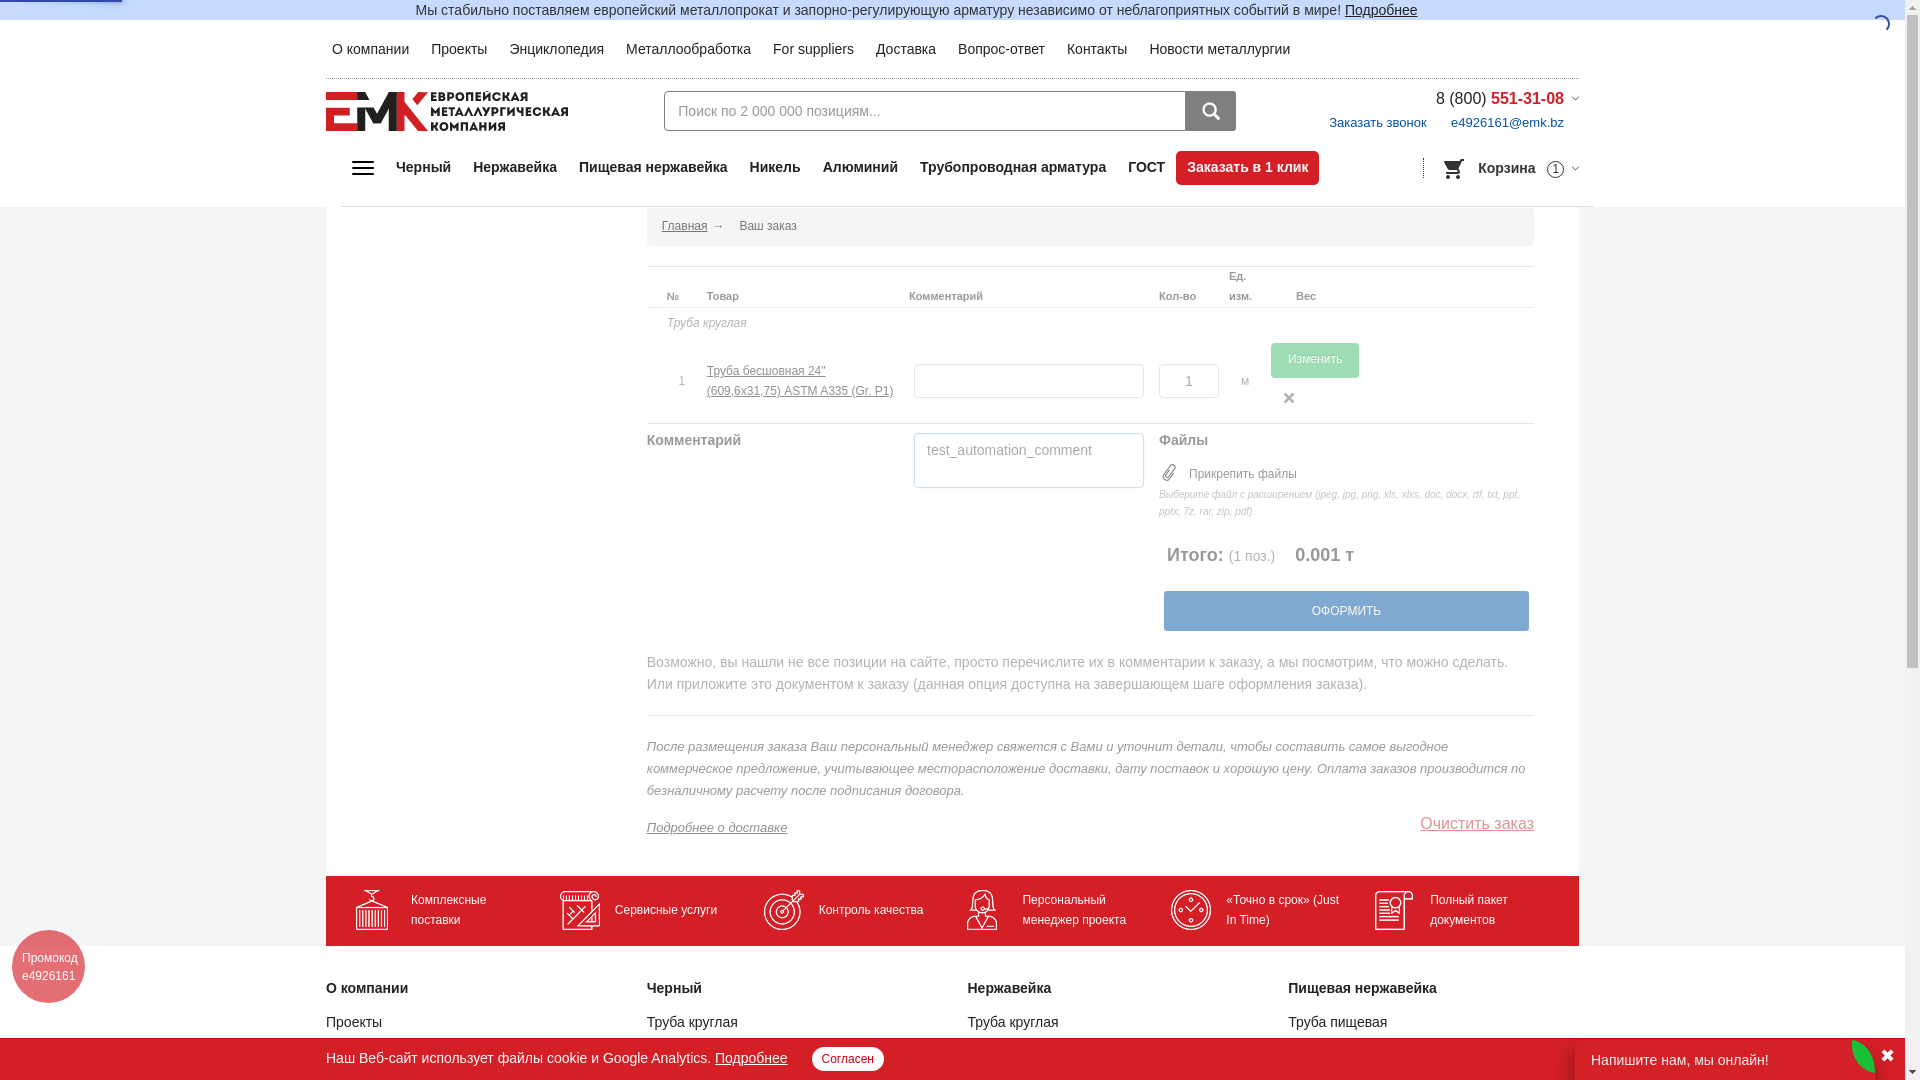 Мы стабильно поставляем европейский металлопрокат и запорно-регулирующую арматуру независимо от неблагоприятных событий в мире! Подробнее
О компании Проекты Энциклопедия Металлообработка For suppliers Доставка Вопрос-ответ Контакты Новости металлургии
ЕМК ЕВРОПЕЙСКАЯ
МЕТАЛЛУРГИЧЕСКАЯ
КОМПАНИЯ
Поиск по 2 000 000 позициям...
8 (800) 551-31-08
Заказать звонок e4926161@emk.bz
Черный Нержавейка Пищевая нержавейка Никель Алюминий Трубопроводная арматура ГОСТ Заказать в 1 клик
Корзина 1
Главная → Ваш заказ
№ Товар Комментарий Кол-во Ед. изм. Вес
Труба круглая
1 Труба бесшовная 24"
(609,6х31,75) ASTM A335 (Gr. P1)
1 м Изменить
Комментарий
test_automation_comment
Файлы
Прикрепить файлы
Выберите файл с расширением (jpeg, jpg, png, xls, xlxs, doc, docx, rtf, txt, ppt,
pptx, 7z, rar, zip, pdf).
Итого: (1 поз.) 0.001 т
ОФОРМИТЬ
Возможно, вы нашли не все позиции на сайте, просто перечислите их в комментарии к заказу, а мы посмотрим, что можно сделать.
Или приложите это документом к заказу (данная опция доступна на завершающем шаге оформления заказа).
После размещения заказа Ваш персональный менеджер свяжется с Вами и уточнит детали, чтобы составить самое выгодное
коммерческое предложение, учитывающее месторасположение доставки, дату поставок и хорошую цену. Оплата заказов производится по
безналичному расчету после подписания договора.
Подробнее о доставке
Очистить заказ
Комплексные
поставки
Сервисные услуги
Контроль качества
Персональный
менеджер проекта
«Точно в срок» (Just
In Time)
Полный пакет
документов
Промокод
e4926161
О компании Черный Нержавейка Пищевая нержавейка
Проекты Труба круглая Труба круглая Труба пищевая
Наш Веб-сайт использует файлы cookie и Google Analytics. Подробнее Согласен
Напишите нам, мы онлайн!